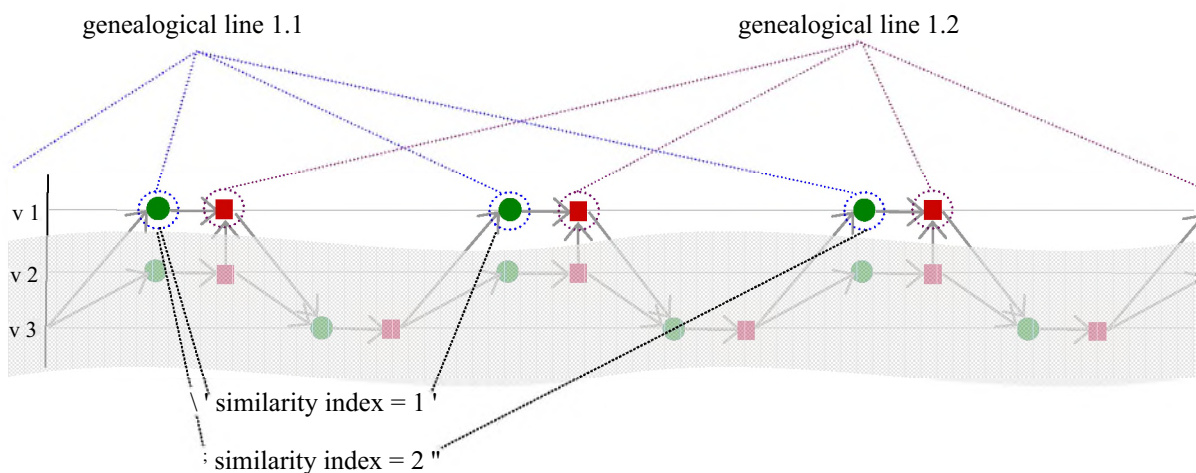 genealogical line 1.1
genealogical line 1.2
v 1
v 2
v 3
' similarity index = 1 '
; similarity index = 2 "